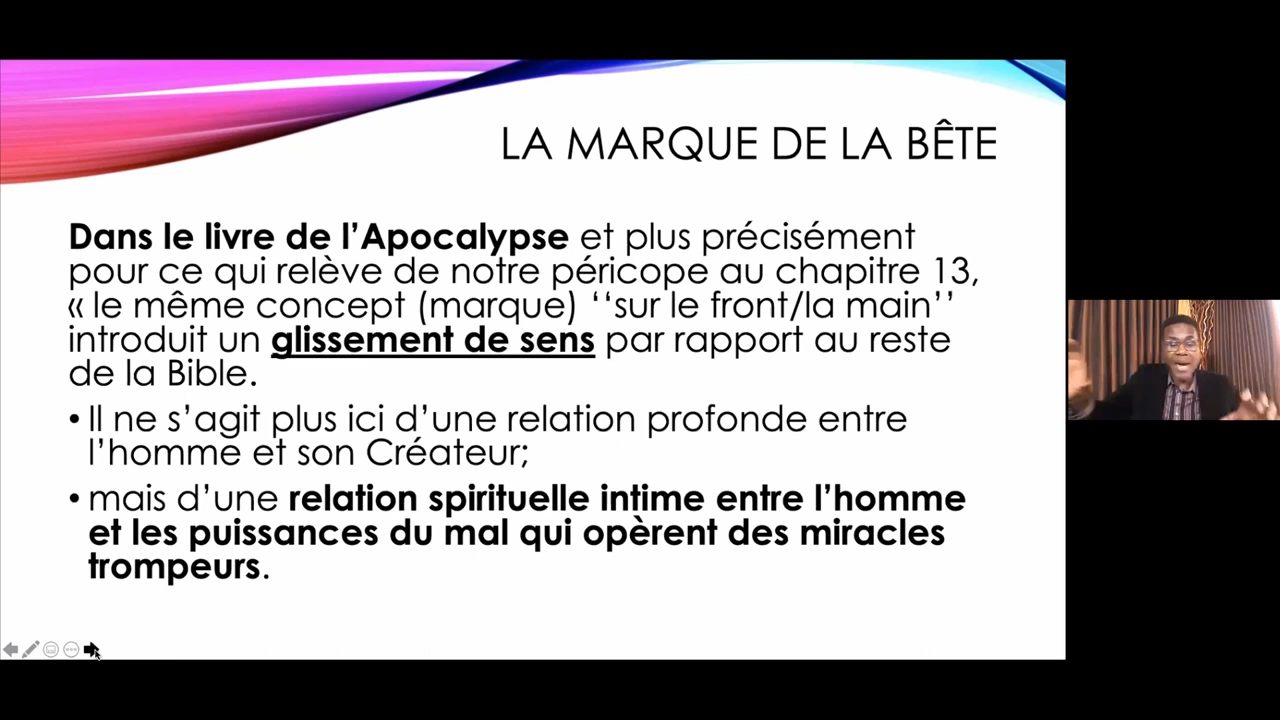 LA MARQUE DE LA BÊTE
Dans le livre de l’Apocalypse et plus précisément
pour ce qui relève de notre péricope au chapitre 13,
« le même concept (marque) ‘‘sur le front/la main’’
introduit un glissement de sens par rapport au reste
de la Bible.
• Il ne s’agit plus ici d’une relation profonde entre
l’homme et son Créateur;
• mais d’une relation spirituelle intime entre l’homme
et les puissances du mal qui opèrent des miracles
trompeurs.